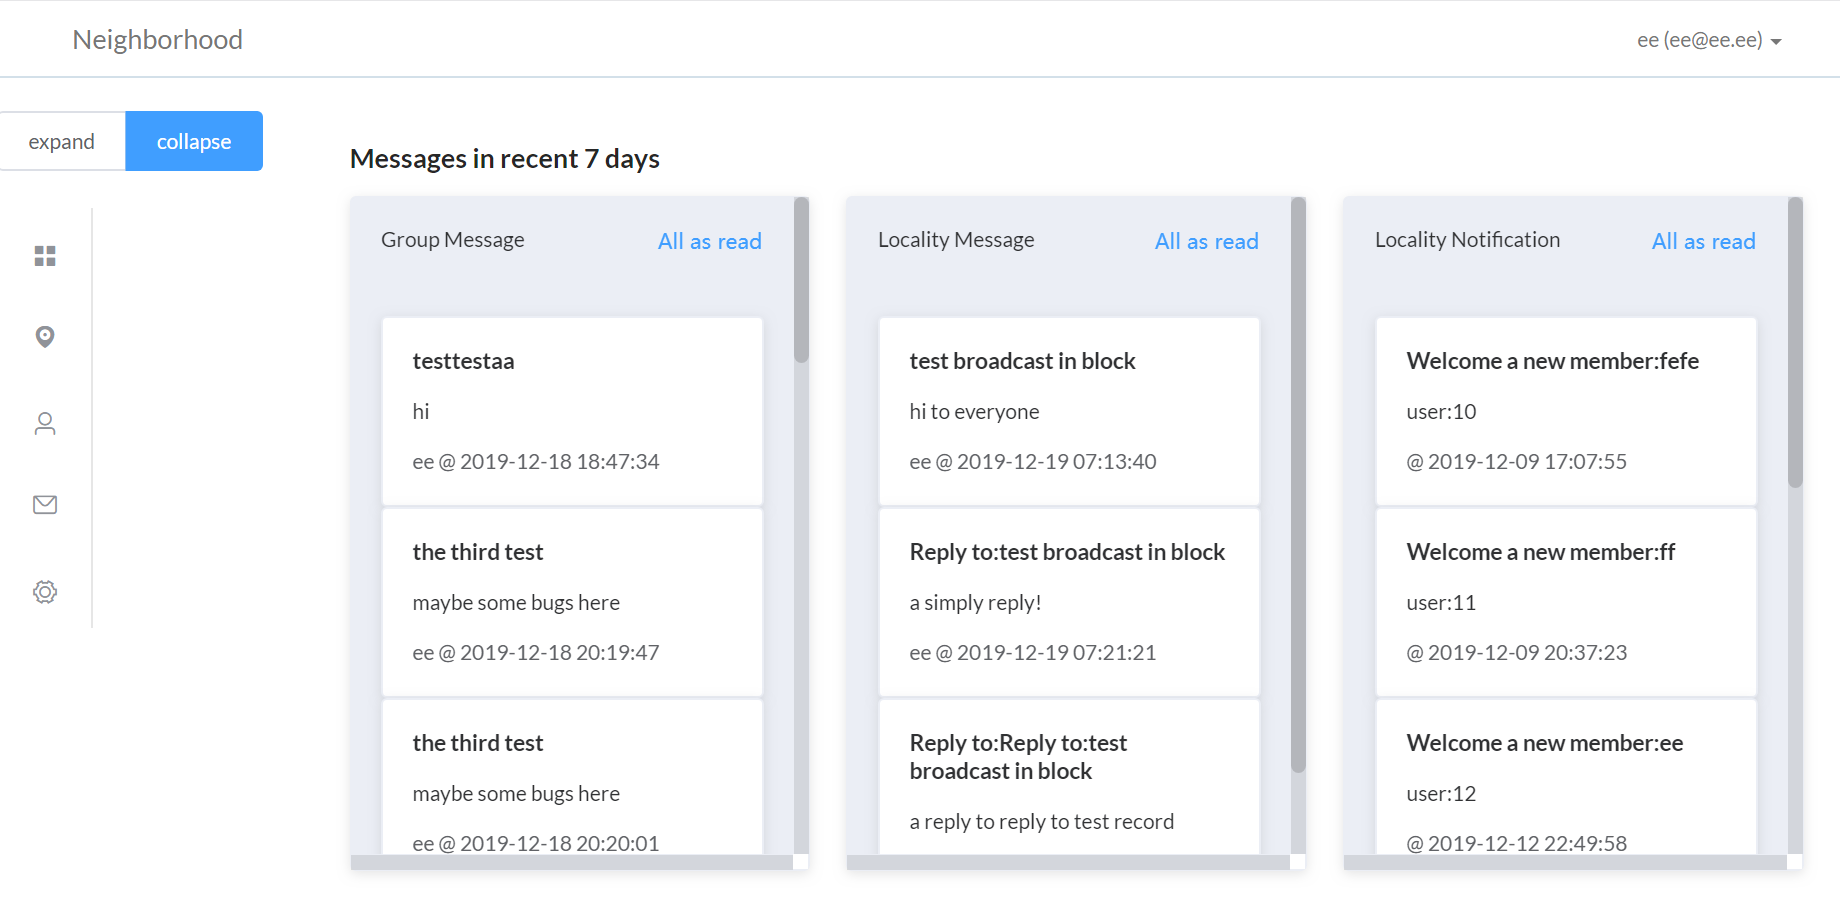 Neighborhood
ee (ee@ee.ee)
expand
collapse
Messages in recent 7 days
Group Message
All as read
testtestaa
hi
ee @ 2019-12-18 18:47:34
the third test
maybe some bugs here
ee @ 2019-12-18 20:19:47
the third test
maybe some bugs here
ee @ 2019-12-18 20:20:01
Locality Message
All as read
test broadcast in block
hi to everyone
ee @ 2019-12-19 07:13:40
Reply to:test broadcast in block
a simply reply!
ee @ 2019-12-19 07:21:21
Reply to:Reply to:test
broadcast in block
a reply to reply to test record
Locality Notification
All as read
Welcome a new member:fefe
user:10
@ 2019-12-09 17:07:55
Welcome a new member:ff
user:11
@ 2019-12-09 20:37:23
Welcome a new member:ee
user:12
@ 2019-12-12 22:49:58